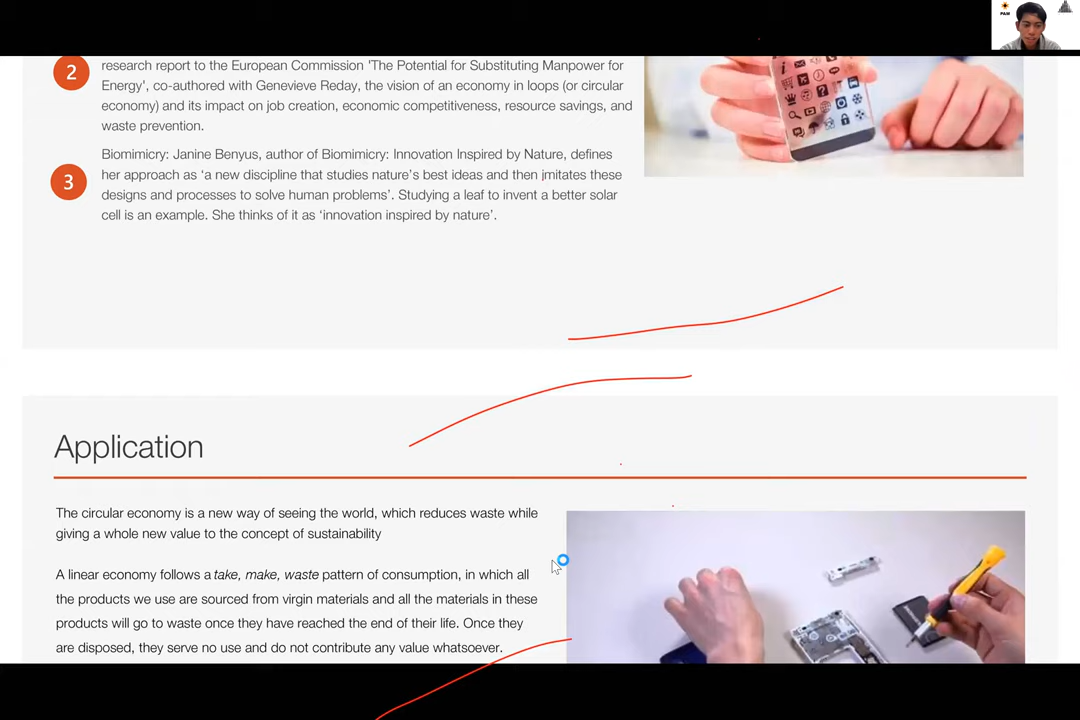 2
research report to the European Commission 'The Potential for Substituting Manpower for
Energy', co-authored with Genevieve Reday, the vision of an economy in loops (or circular
economy) and its impact on job creation, economic competitiveness, resource savings, and
waste prevention.
3
Biomimicry: Janine Benyus, author of Biomimicry: Innovation Inspired by Nature, defines
her approach as ‘a new discipline that studies nature’s best ideas and then imitates these
designs and processes to solve human problems’. Studying a leaf to invent a better solar
cell is an example. She thinks of it as ‘innovation inspired by nature’.
Application
The circular economy is a new way of seeing the world, which reduces waste while
giving a whole new value to the concept of sustainability
A linear economy follows a take, make, waste pattern of consumption, in which all
the products we use are sourced from virgin materials and all the materials in these
products will go to waste once they have reached the end of their life. Once they
are disposed, they serve no use and do not contribute any value whatsoever.